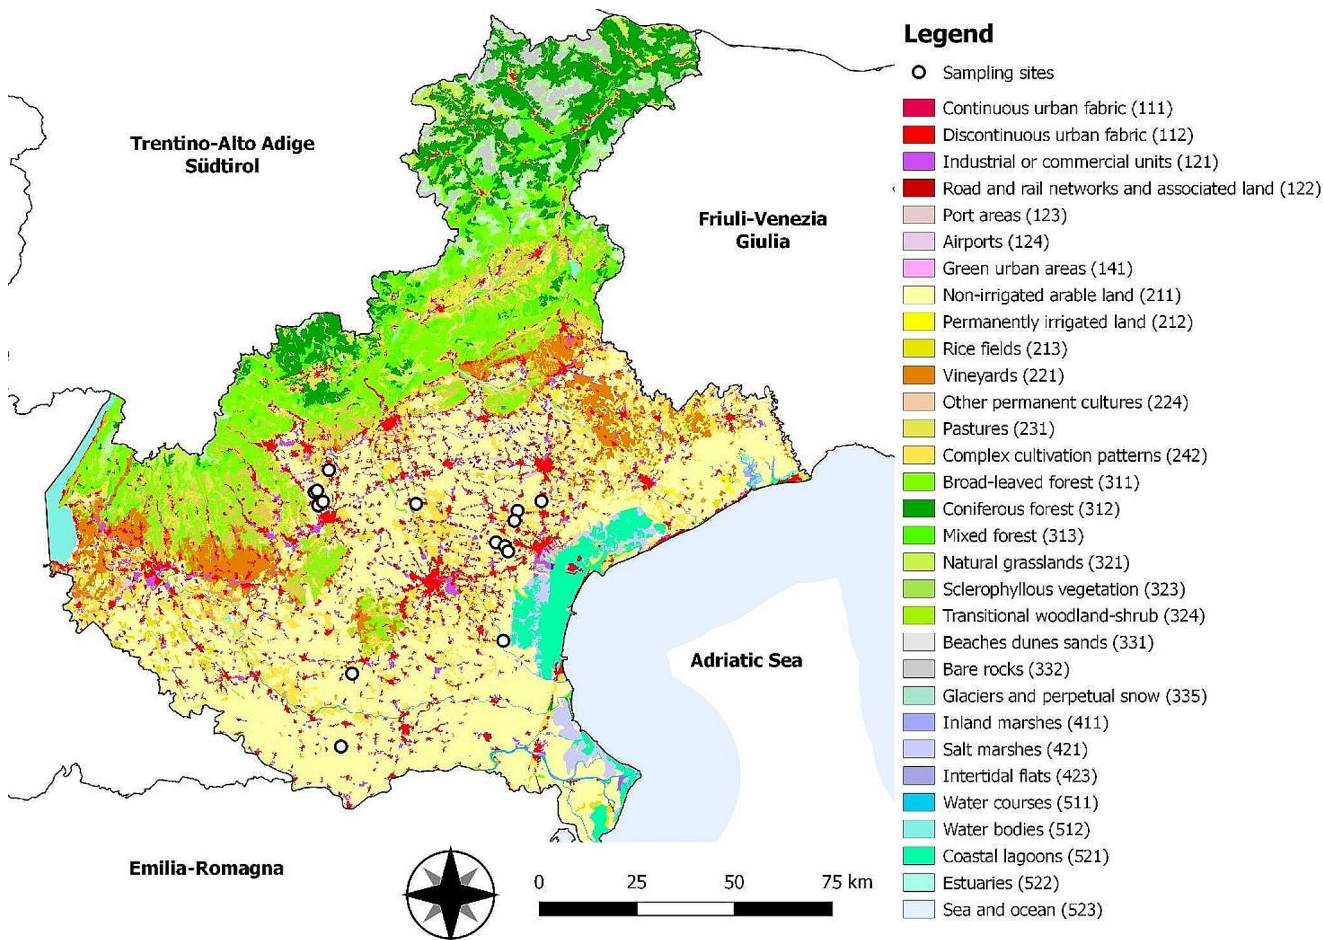 Trentino-Alto Adige
Südtirol
Friuli-Venezia
Giulia
Adriatic Sea
Emilia-Romagna
0 25 50 75 km
Legend
Sampling sites
Continuous urban fabric (111)
Discontinuous urban fabric (112)
Industrial or commercial units (121)
Road and rail networks and associated land (122)
Port areas (123)
Airports (124)
Green urban areas (141)
Non-irrigated arable land (211)
Permanently irrigated land (212)
Rice fields (213)
Vineyards (221)
Other permanent cultures (224)
Pastures (231)
Complex cultivation patterns (242)
Broad-leaved forest (311)
Coniferous forest (312)
Mixed forest (313)
Natural grasslands (321)
Sclerophyllous vegetation (323)
Transitional woodland-shrub (324)
Beaches dunes sands (331)
Bare rocks (332)
Glaciers and perpetual snow (335)
Inland marshes (411)
Salt marshes (421)
Intertidal flats (423)
Water courses (511)
Water bodies (512)
Coastal lagoons (521)
Estuaries (522)
Sea and ocean (523)